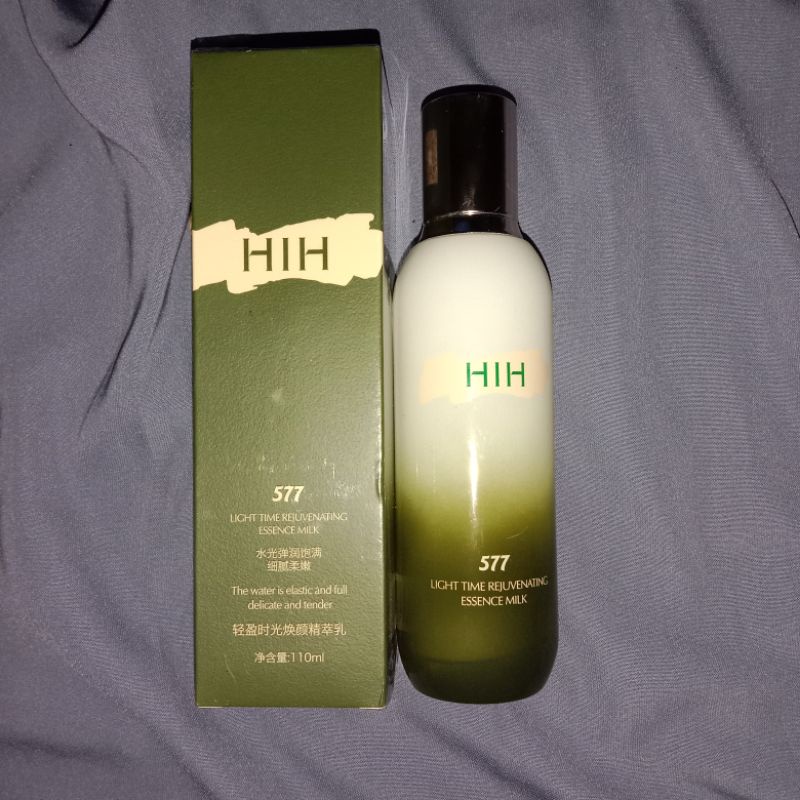 HIH
577
LIGHT TIME REJUVENATING
ESSENCE MILK
水光弹润饱满
细腻柔嫩
The water is elastic and full
delicate and tender
轻盈时光焕颜精萃乳
净含量:110ml
HIH
577
LIGHT TIME REJUVENATING
ESSENCE MILK